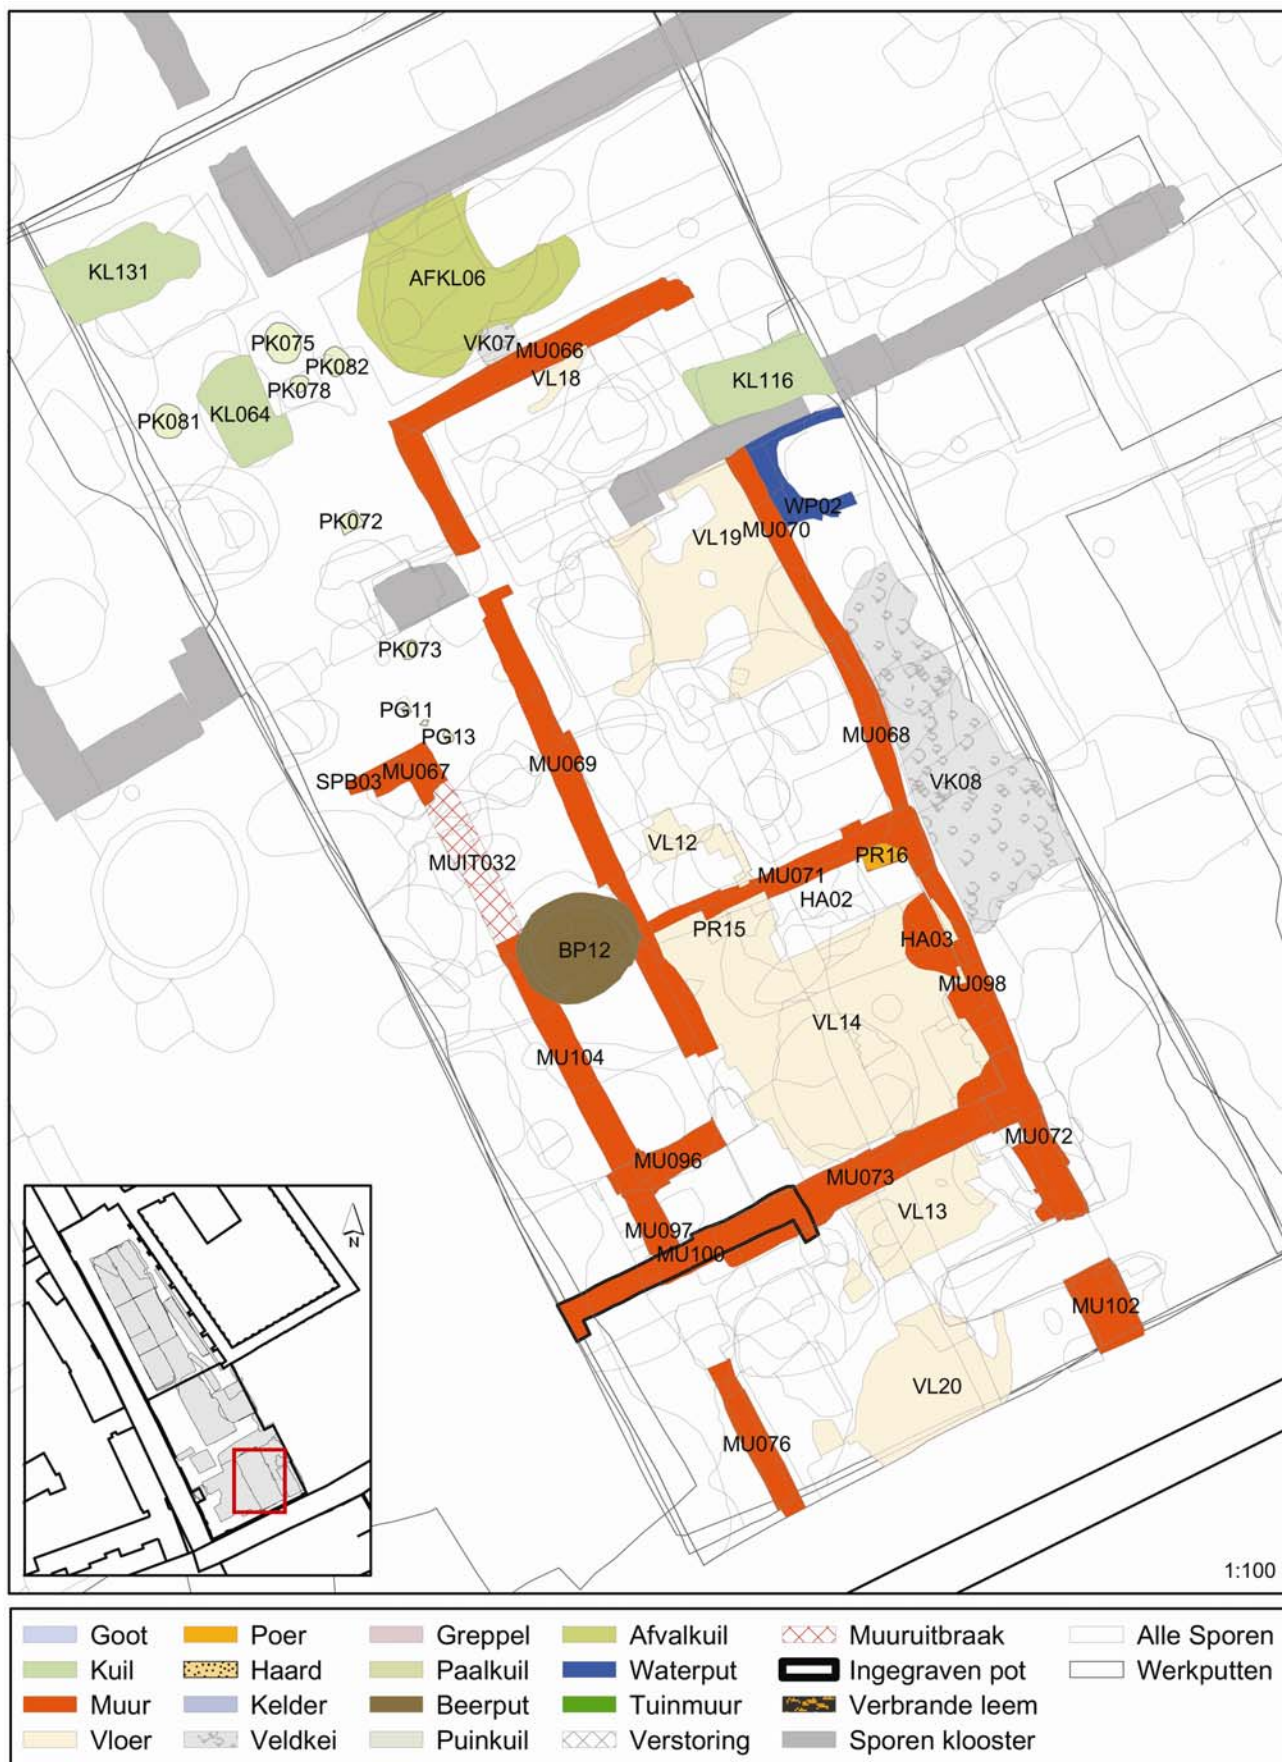 KL131
AFKL06
PK075
VK07
MU066
PK082
VL18
PK078
KL116
PK081
KL064
WP02
PK072
VL19
MU070
PK073
PG11
PG13
MU068
SPB03
MU067
MU069
VK08
VL12
MUIT032
PR16
MU071
HA02
PR15
HA03
BP12
MU098
VL14
MU104
MU072
MU096
MU073
VL13
MU097
MU100
MU102
VL20
MU076
N
1:100
Goot Poer Greppel Afvalkuil Muuruitbraak Alle Sporen
Kuil Haard Paalkuil Waterput Ingegraven pot Werkputten
Muur Kelder Beerput Tuinmuur Verbrande leem
Vloer Veldkei Puinkuil Verstoring Sporen klooster